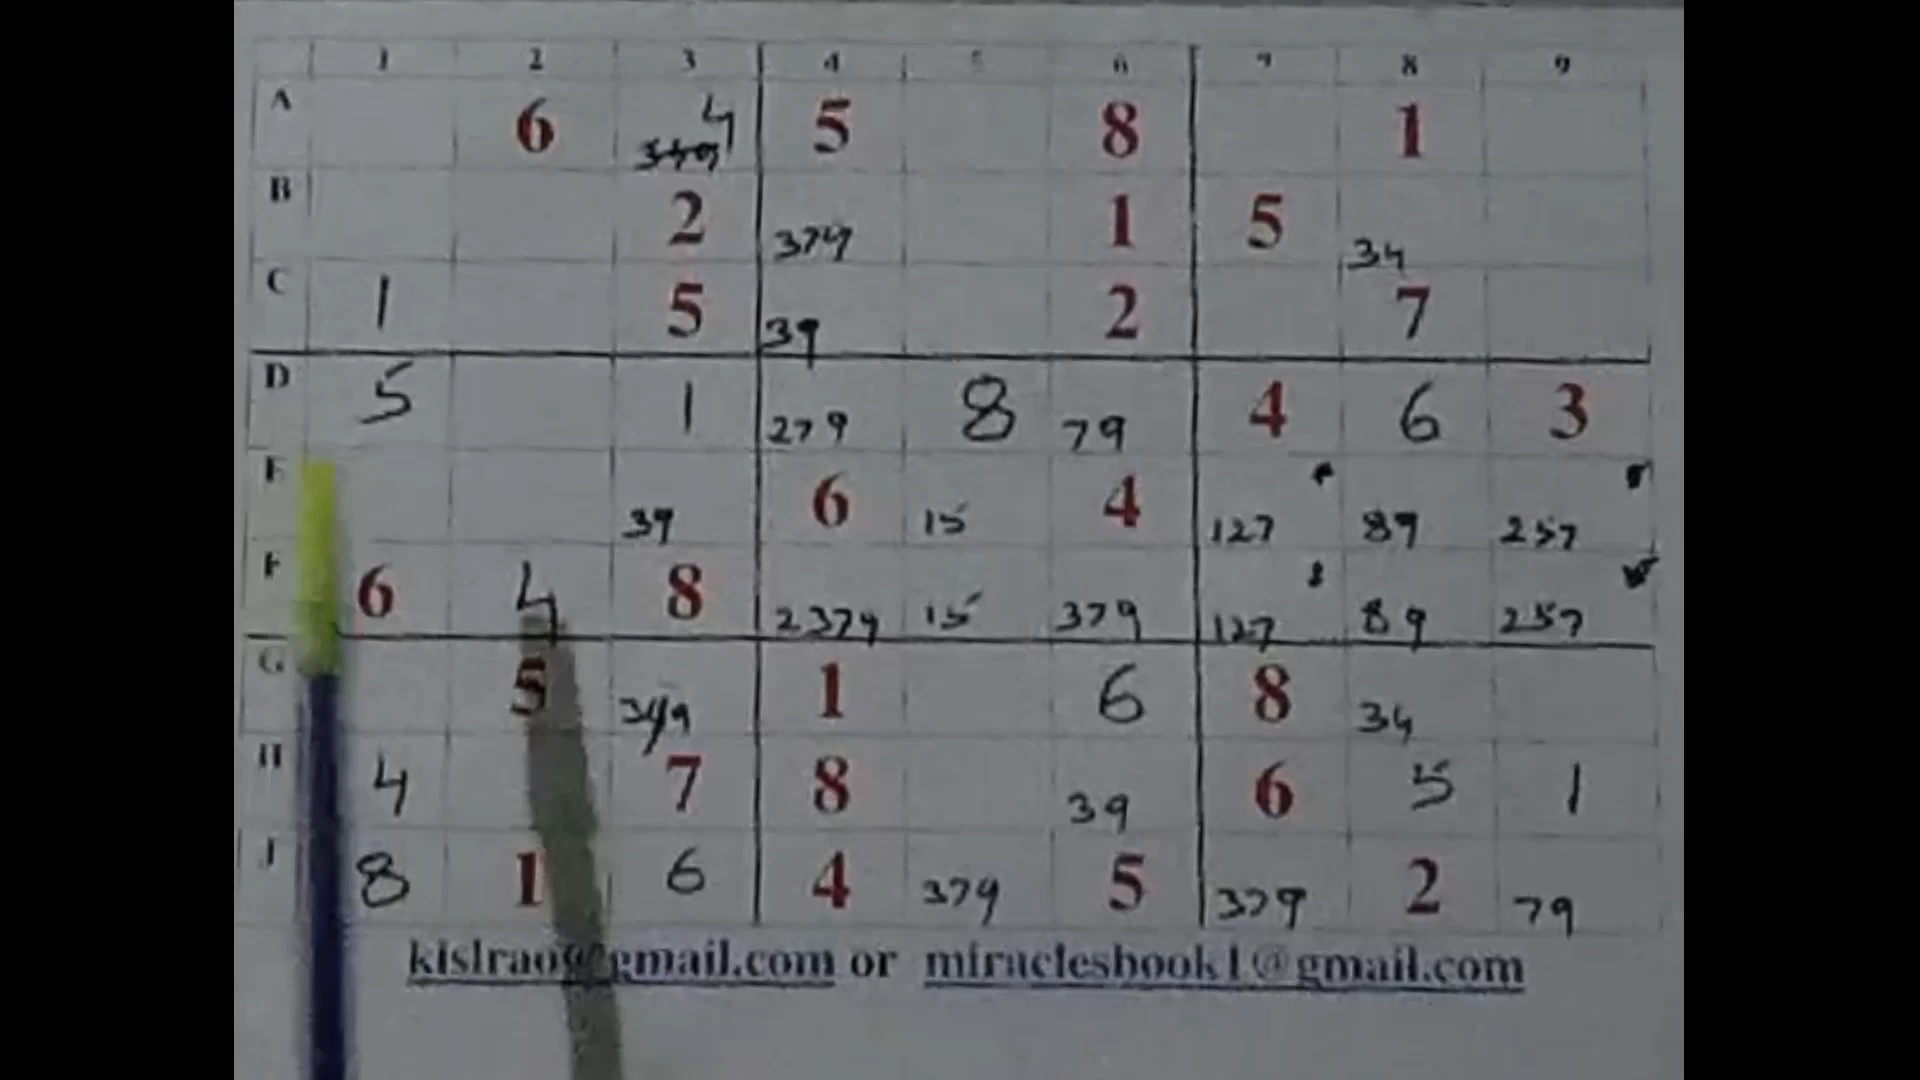 1 2 3 4 5 6 7 8 9
A 6 4 5 8 1
B 2 379 1 5 34
C 1 5 39 2 7
D 5 1 279 8 79 4 6 3
E 39 6 15 4 127 89 257
F 6 4 8 2379 15 379 127 89 257
G 5 349 1 6 8 34
H 4 7 8 39 6 5 1
J 8 1 6 4 379 5 379 2 79
kislrao@gmail.com or miraclesbook1@gmail.com